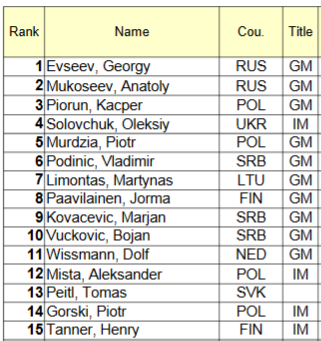 Rank Name Cou. Title
1 Evseev, Georgy RUS GM
2 Mukoseev, Anatoly RUS GM
3 Piorun, Kacper POL GM
4 Solovchuk, Oleksiy UKR IM
5 Murdzia, Piotr POL GM
6 Podinic, Vladimir SRB GM
7 Limontas, Martynas LTU GM
8 Paavilainen, Jorma FIN GM
9 Kovacevic, Marjan SRB GM
10 Vuckovic, Bojan SRB GM
11 Wissmann, Dolf NED GM
12 Mista, Aleksander POL IM
13 Peitl, Tomas SVK
14 Gorski, Piotr POL IM
15 Tanner, Henry FIN IM